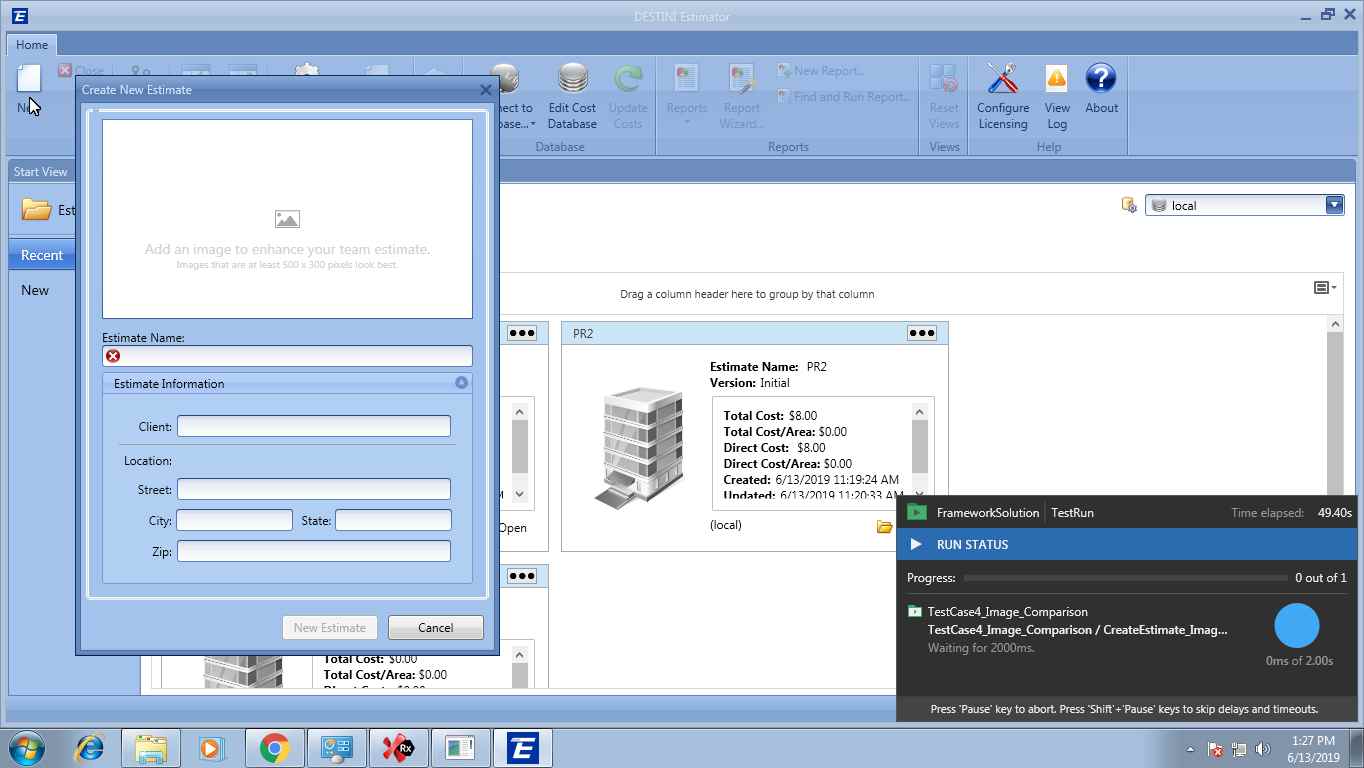 DESTINI Estimator
Home
Close
New
Connect to
Database...
Edit Cost
Database
Update
Costs
Database
Reports
Report
Wizard...
New Report...
Find and Run Report...
Reports
Reset
Views
Views
Configure
Licensing
View
Log
About
Help
Create New Estimate
Add an image to enhance your team estimate.
Images that are at least 500 x 300 pixels look best.
Estimate Name:
Estimate Information
Client:
Location:
Street:
City:
State:
Zip:
New Estimate
Cancel
Start View
Est
Recent
New
local
Drag a column header here to group by that column
PR2
Estimate Name: PR2
Version: Initial
Total Cost: $8.00
Total Cost/Area: $0.00
Direct Cost: $8.00
Direct Cost/Area: $0.00
Created: 6/13/2019 11:19:24 AM
Updated: 6/13/2019 11:20:33 AM
(local)
Open
Total Cost: $0.00
Total Cost/Area: $0.00
Direct Cost: $0.00
FrameworkSolution
TestRun
Time elapsed: 49.40s
RUN STATUS
Progress:
0 out of 1
TestCase4_Image_Comparison
TestCase4_Image_Comparison / CreateEstimate_Imag...
Waiting for 2000ms.
0ms of 2.00s
Press 'Pause' key to abort. Press 'Shift'+'Pause' keys to skip delays and timeouts.
Rx
1:27 PM
6/13/2019